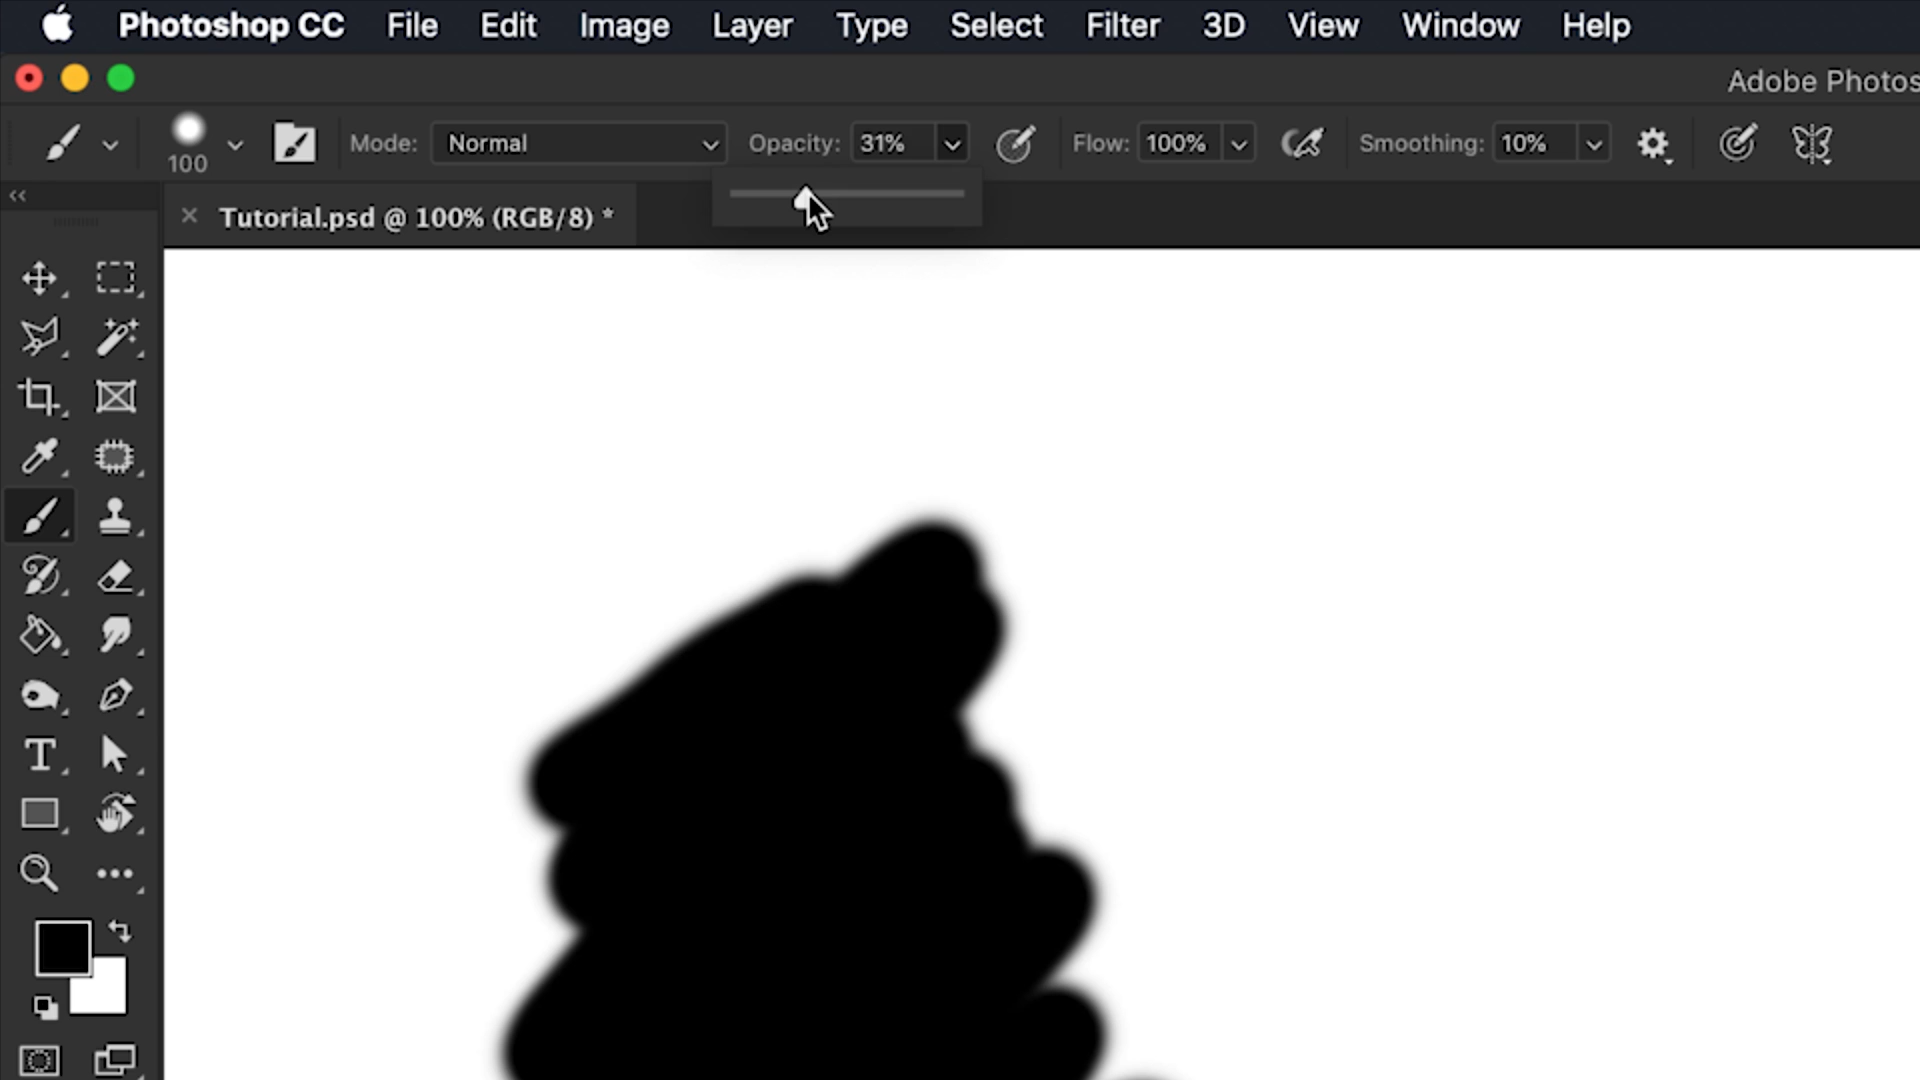 Photoshop CC File Edit Image Layer Type Select Filter 3D View Window Help
Adobe Photos
100 Mode: Normal Opacity: 31% Flow: 100% Smoothing: 10%
× Tutorial.psd @ 100% (RGB/8) *